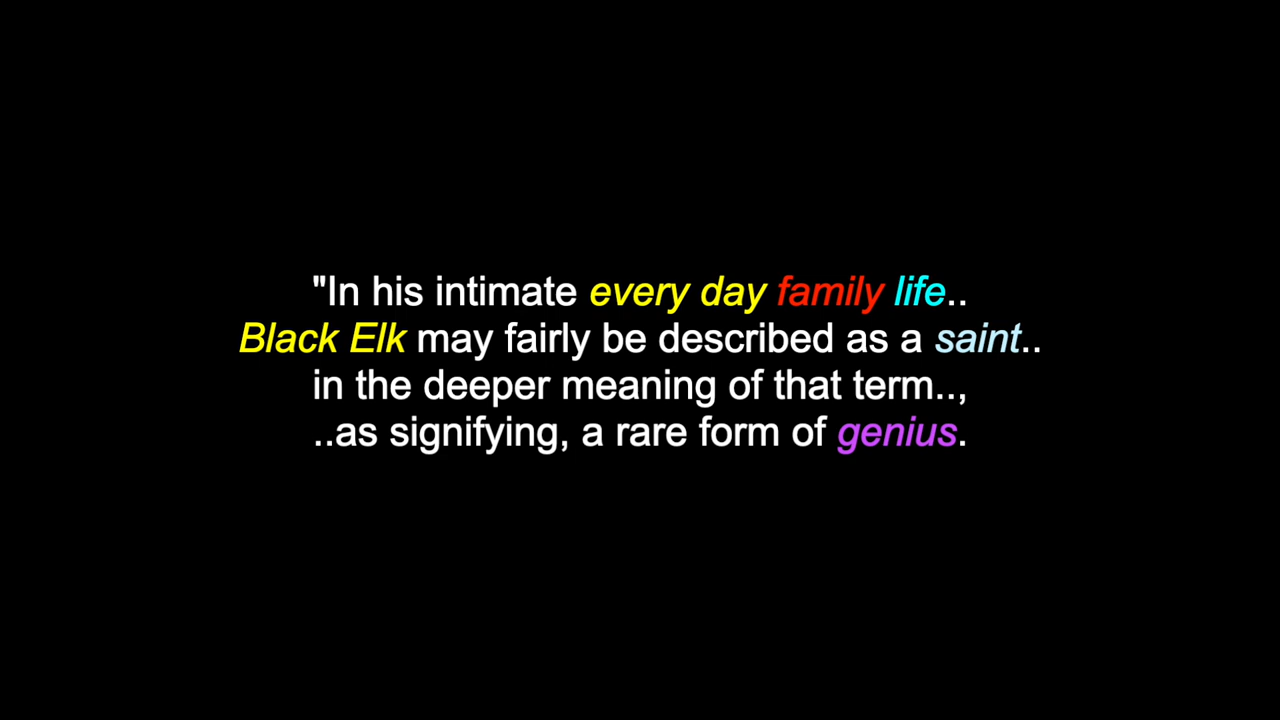 "In his intimate every day family life..
Black Elk may fairly be described as a saint..
in the deeper meaning of that term..,
..as signifying, a rare form of genius.